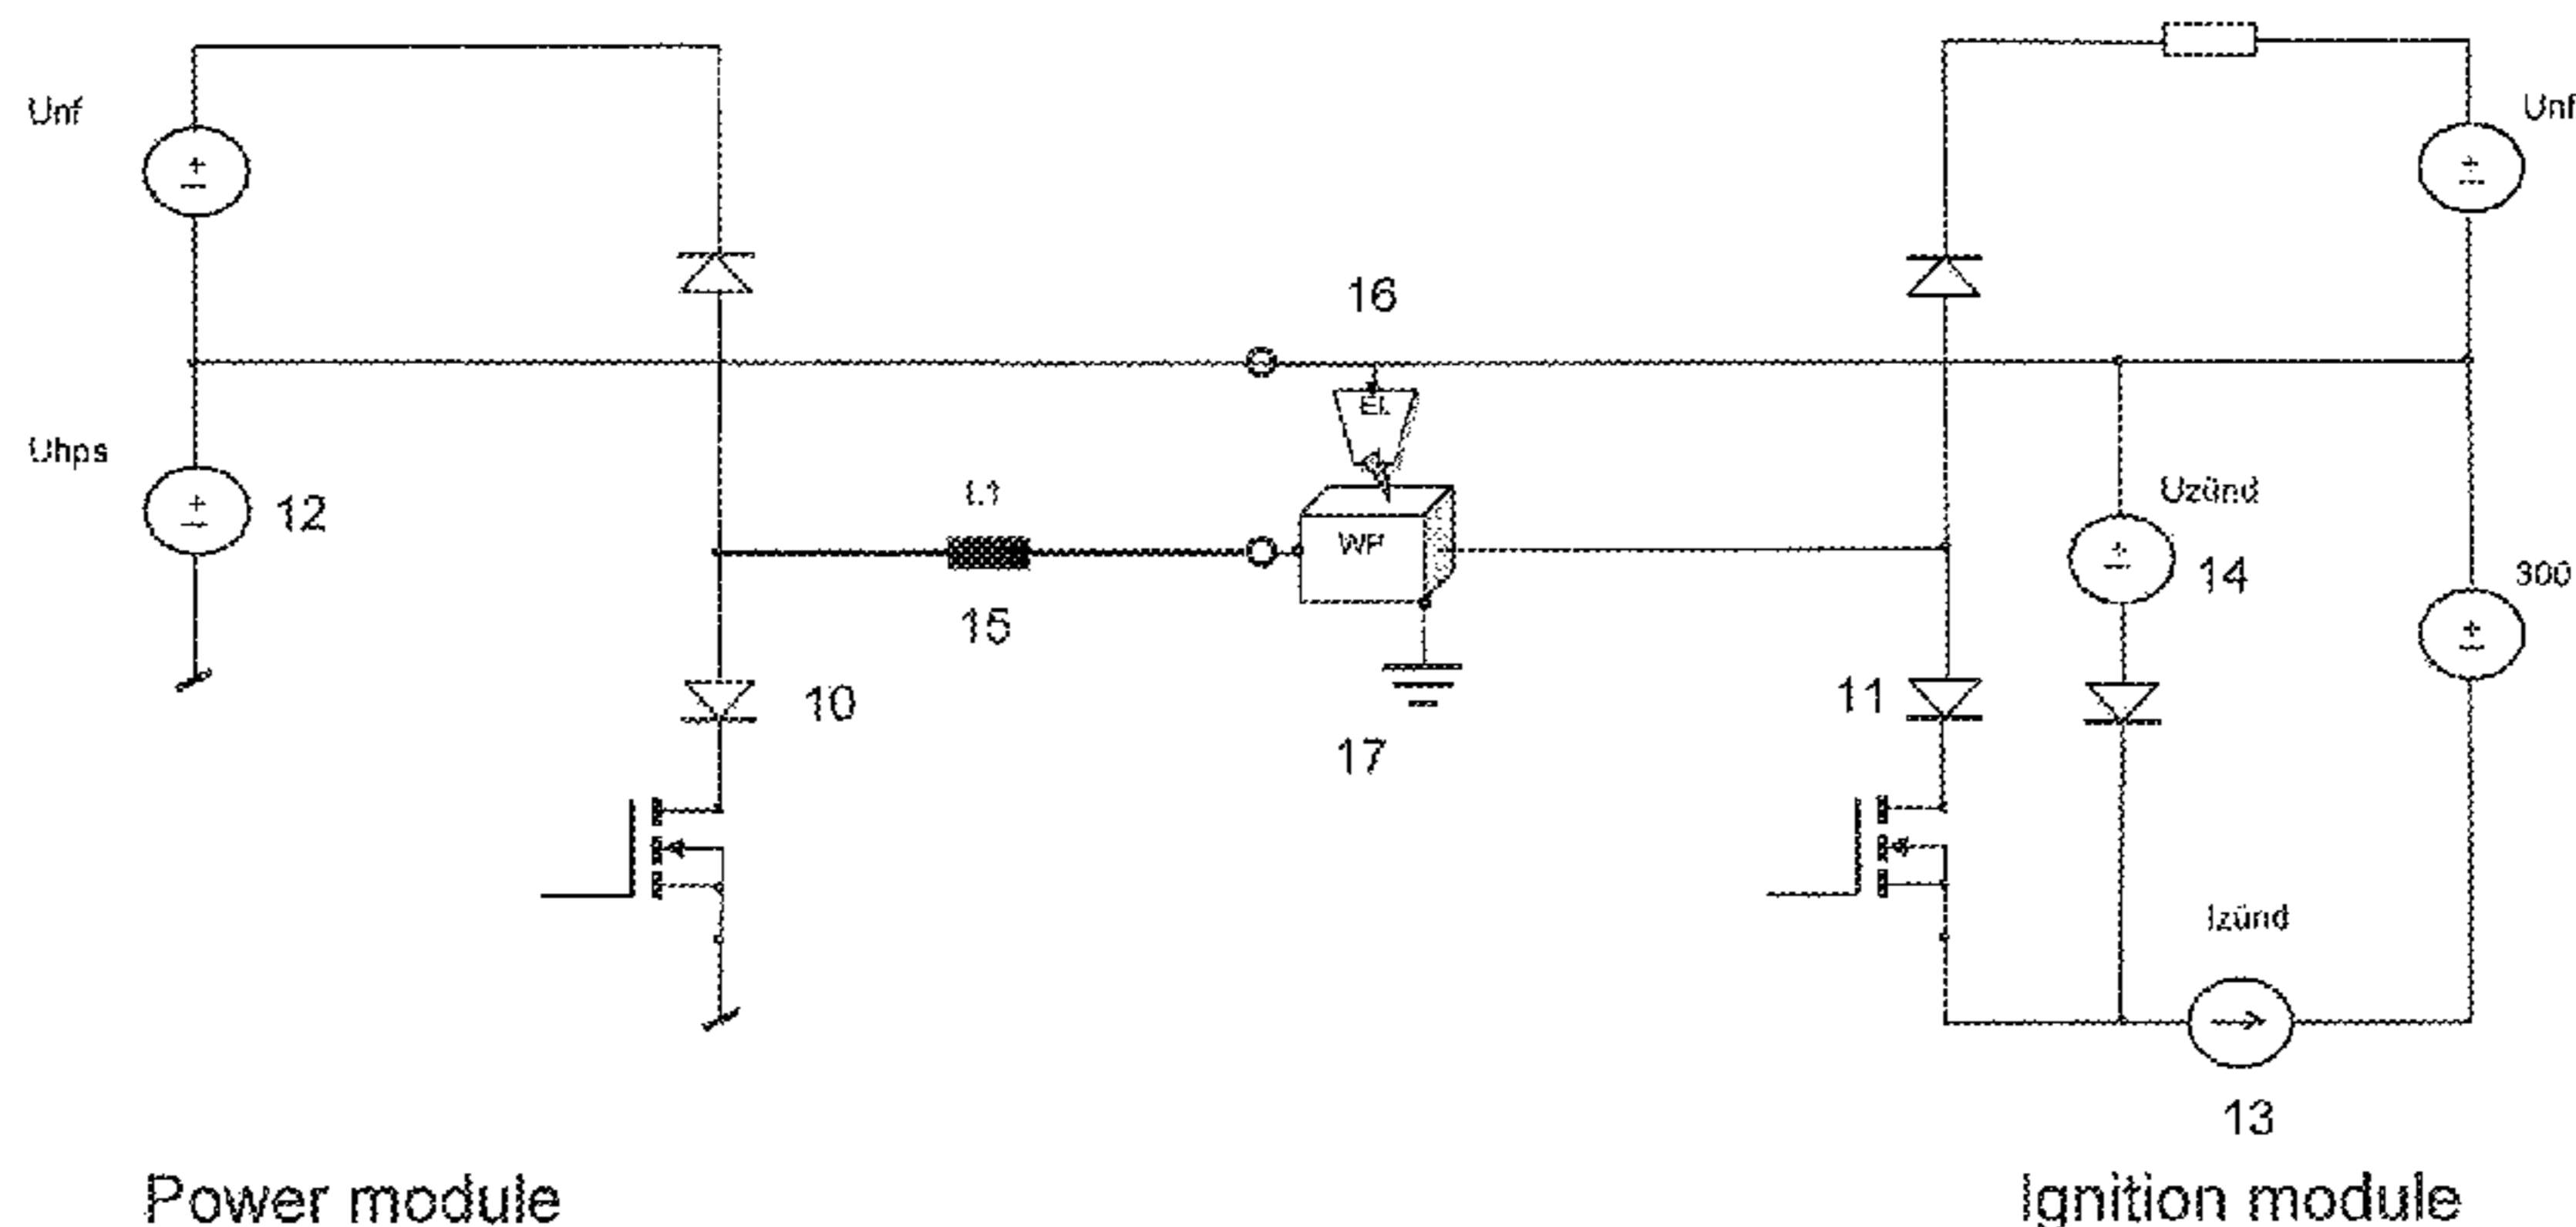 Unf
Unf
16
EL
Uhps
12
L1
WP
Uzünd
14
300
15
10
11
17
Izünd
13
Power module
Ignition module